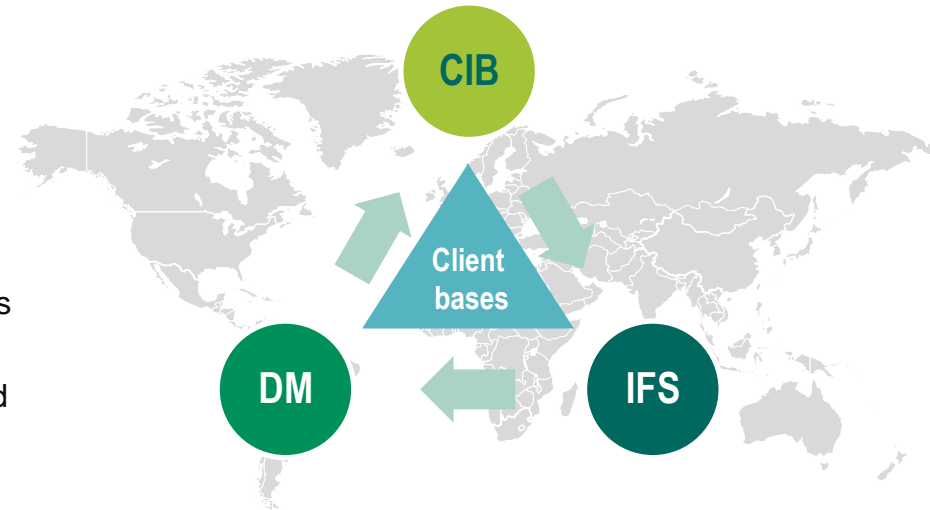 CIB
Client
bases
s
DM
IFS
d